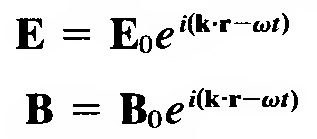 E = E₀e^{i(k·r−ωt)}
B = B₀e^{i(k·r−ωt)}